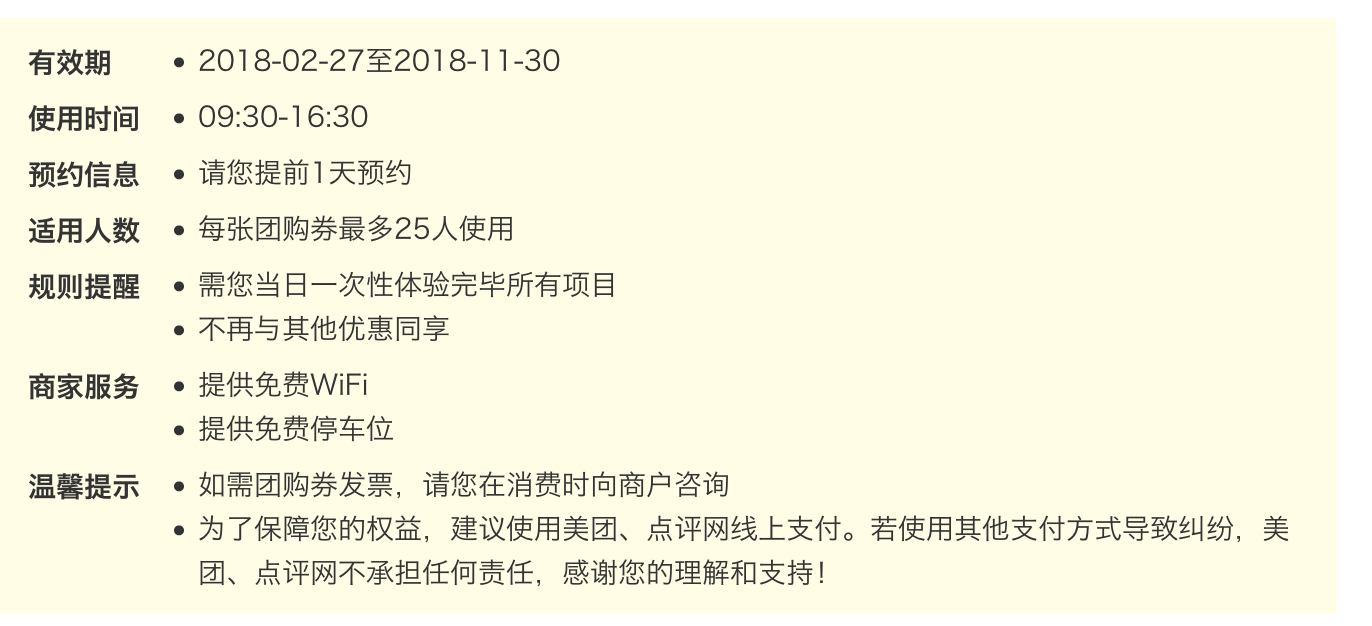 有效期 • 2018-02-27至2018-11-30
使用时间 • 09:30-16:30
预约信息 • 请您提前1天预约
适用人数 • 每张团购券最多25人使用
规则提醒 • 需您当日一次性体验完毕所有项目
• 不再与其他优惠同享
商家服务 • 提供免费WiFi
• 提供免费停车位
温馨提示 • 如需团购券发票，请您在消费时向商户咨询
• 为了保障您的权益，建议使用美团、点评网线上支付。若使用其他支付方式导致纠纷，美
团、点评网不承担任何责任，感谢您的理解和支持！